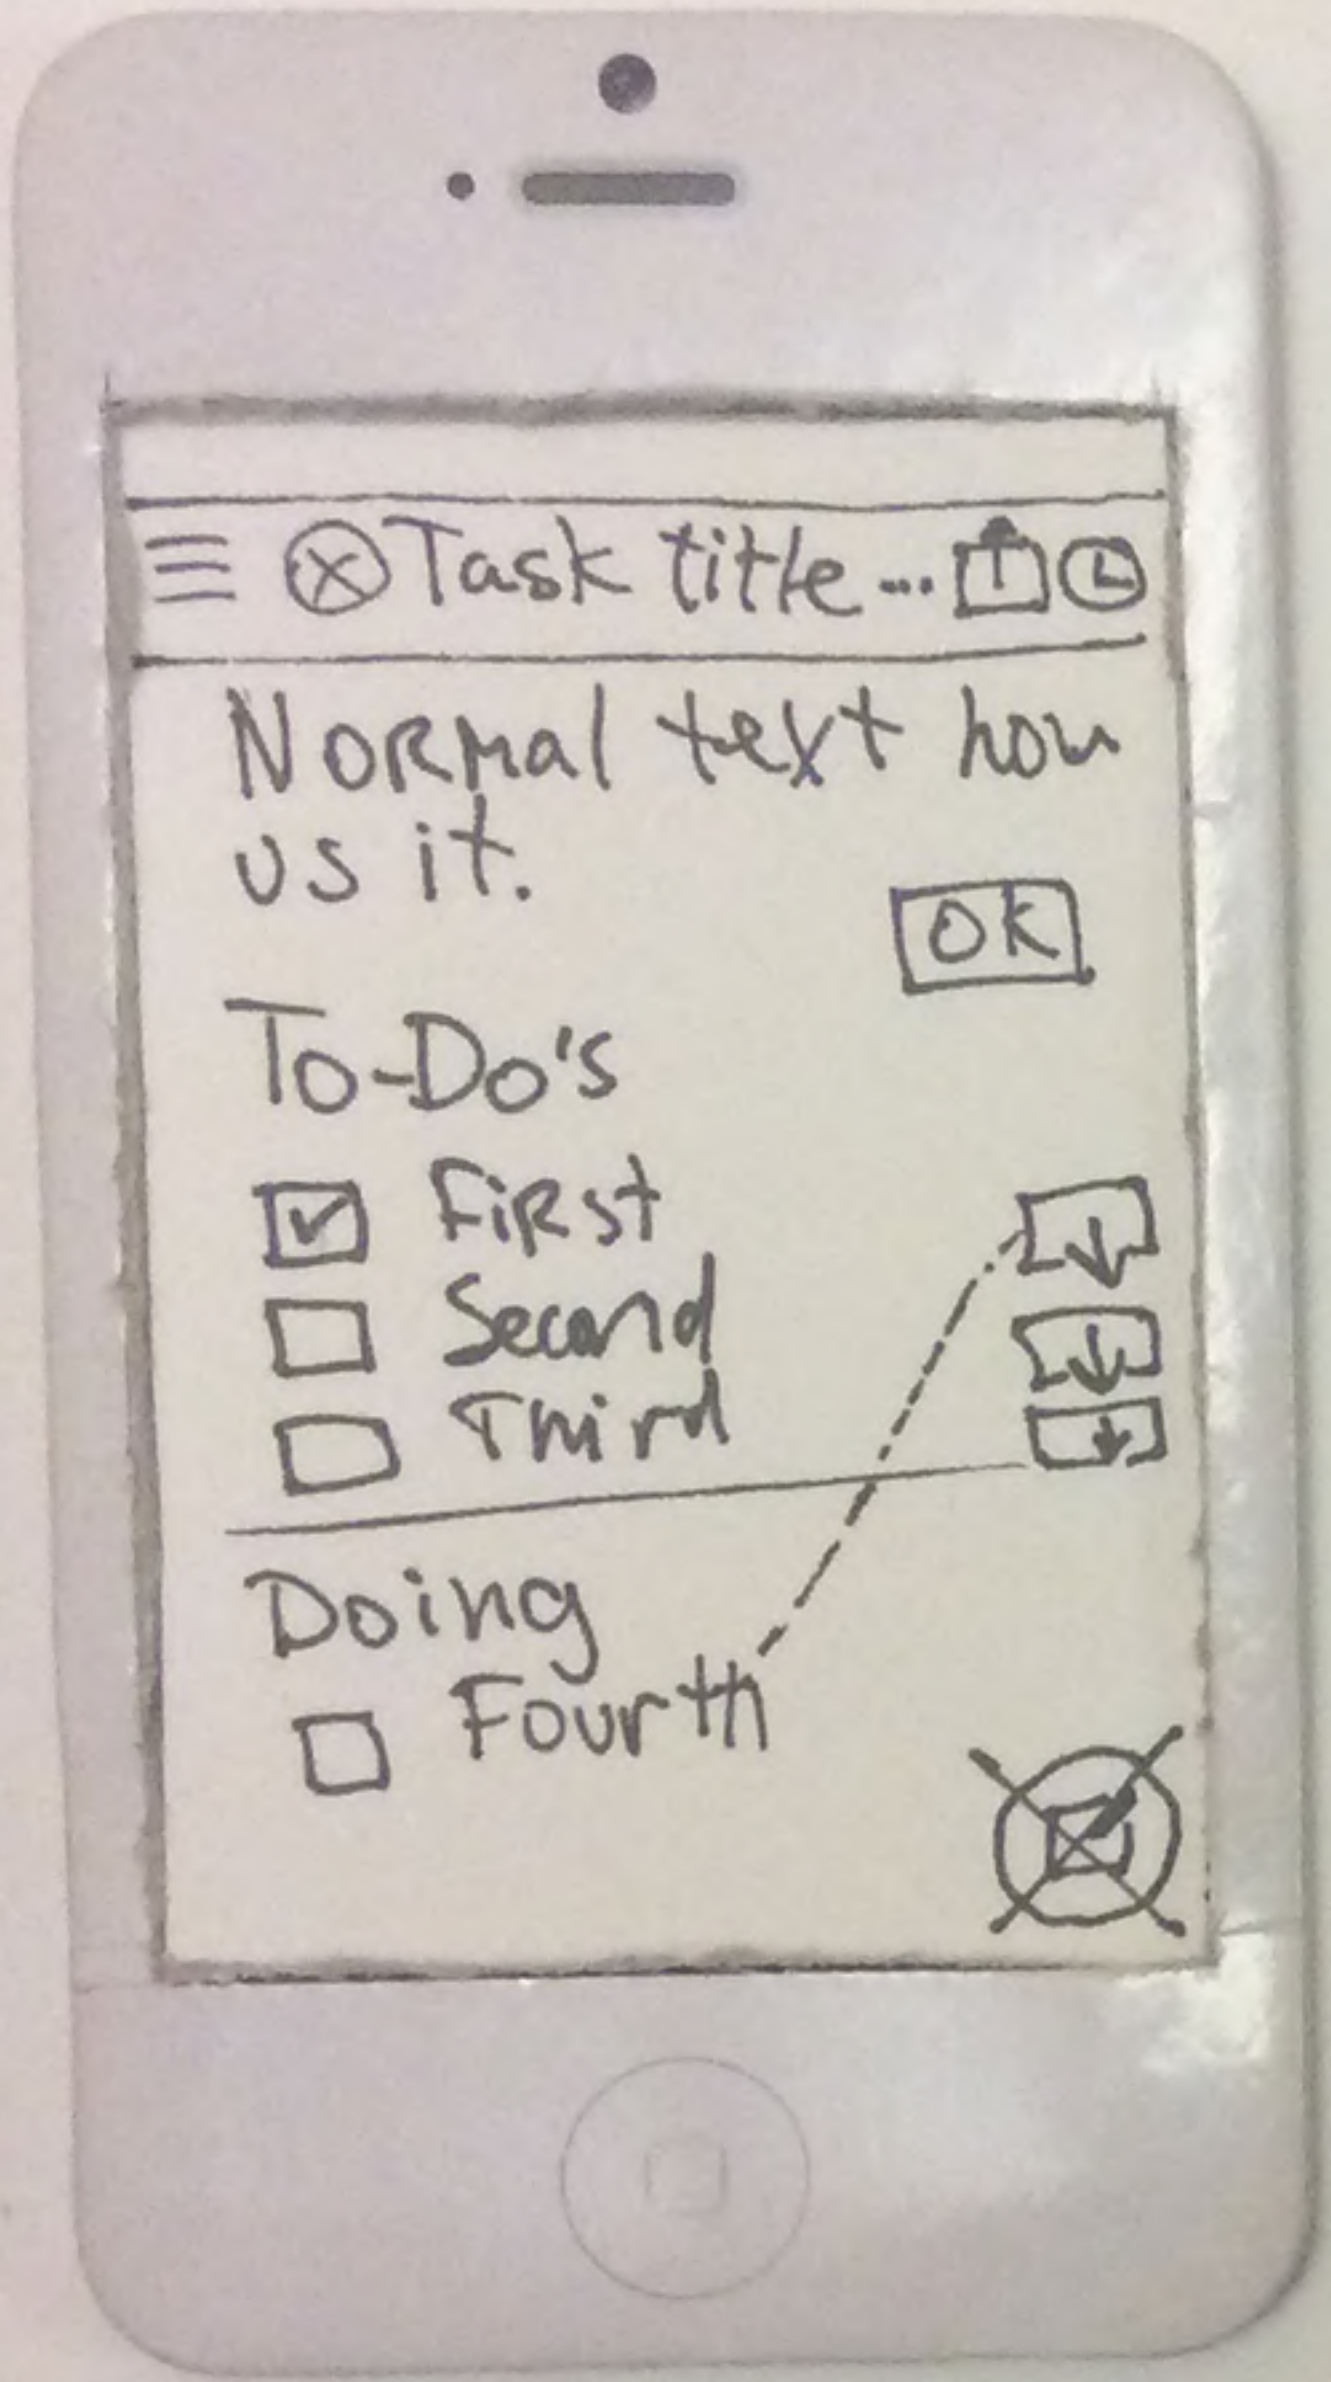 Task title...
Normal text how
us it.
OK
To-Do's
First
Second
Third
Doing
Fourth